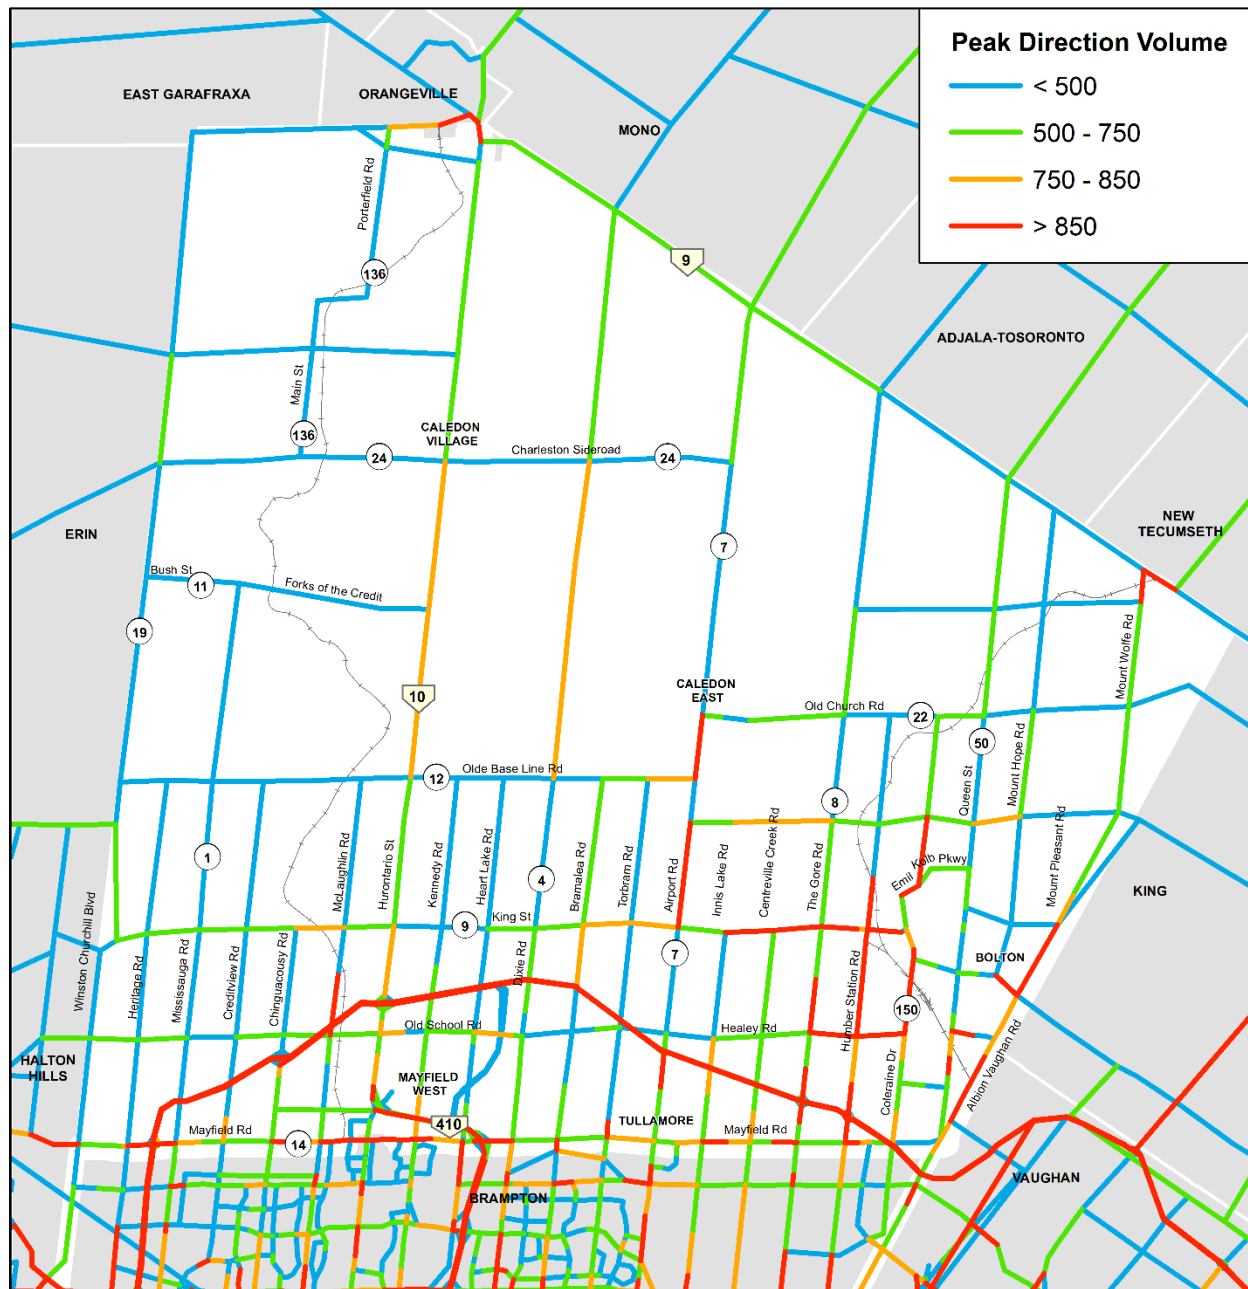 Peak Direction Volume
< 500
500 - 750
750 - 850
> 850
EAST GARAFRAXA
ORANGEVILLE
MONO
Porterfield Rd
136
9
ADJALA-TOSORONTO
Main St
136
CALEDON
VILLAGE
24
Charleston Sideroad
24
ERIN
NEW
TECUMSETH
7
Bush St
11
Forks of the Credit
19
10
CALEDON
EAST
Old Church Rd
22
50
Mount Wolfe Rd
Mount Hope Rd
Queen St
12
Olde Base Line Rd
8
1
McLaughlin Rd
Hurontario St
Kennedy Rd
Heart Lake Rd
4
Bramalea Rd
Torbram Rd
Airport Rd
Innis Lake Rd
Centreville Creek Rd
The Gore Rd
Emil Kolb Pkwy
Mount Pleasant Rd
KING
Winston Churchill Blvd
Heritage Rd
Mississauga Rd
Creditview Rd
Chinguacousy Rd
9
King St
Dixie Rd
7
BOLTON
Humber Station Rd
150
Old School Rd
Healey Rd
Albion Vaughan Rd
HALTON
HILLS
MAYFIELD
WEST
Coleraine Dr
410
TULLAMORE
Mayfield Rd
14
Mayfield Rd
BRAMPTON
VAUGHAN